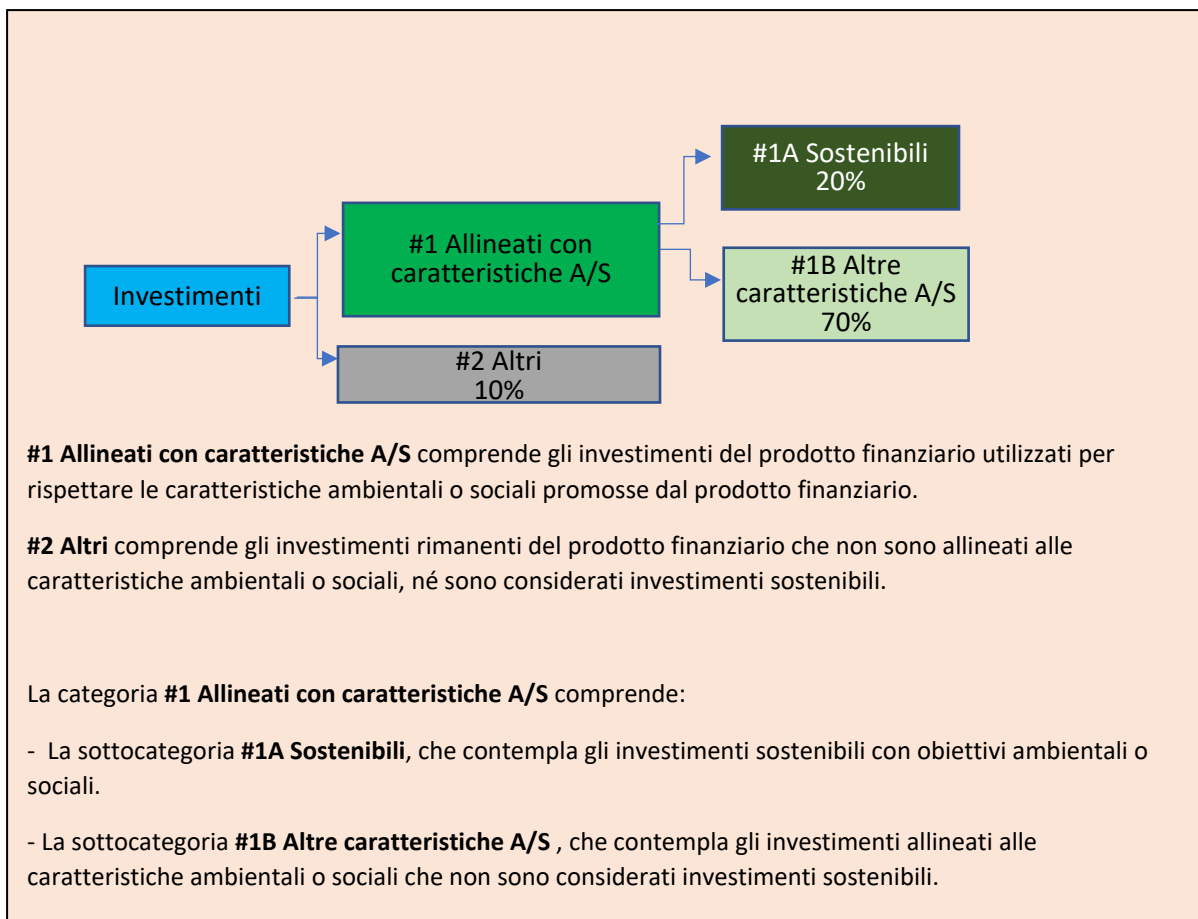 #1A Sostenibili
20%
#1 Allineati con
caratteristiche A/S
#1B Altre
caratteristiche A/S
70%
Investimenti
#2 Altri
10%
#1 Allineati con caratteristiche A/S comprende gli investimenti del prodotto finanziario utilizzati per
rispettare le caratteristiche ambientali o sociali promosse dal prodotto finanziario.
#2 Altri comprende gli investimenti rimanenti del prodotto finanziario che non sono allineati alle
caratteristiche ambientali o sociali, né sono considerati investimenti sostenibili.
La categoria #1 Allineati con caratteristiche A/S comprende:
- La sottocategoria #1A Sostenibili, che contempla gli investimenti sostenibili con obiettivi ambientali o
sociali.
- La sottocategoria #1B Altre caratteristiche A/S , che contempla gli investimenti allineati alle
caratteristiche ambientali o sociali che non sono considerati investimenti sostenibili.